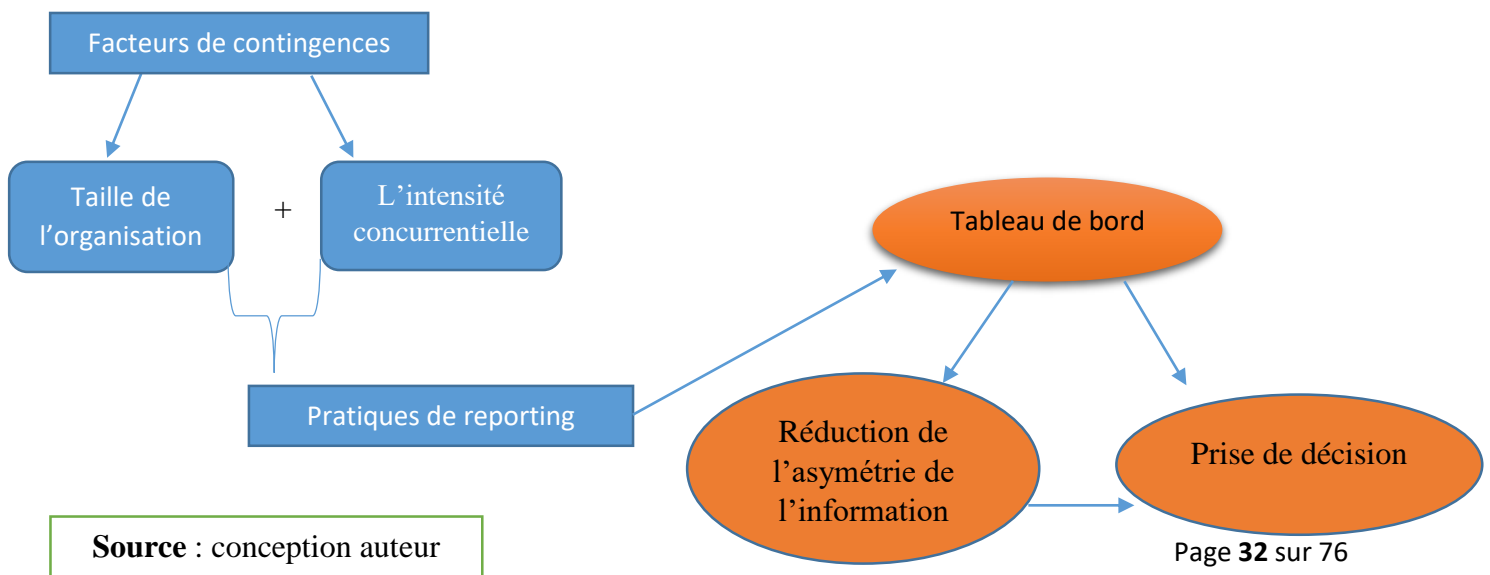 Facteurs de contingences
Taille de
l’organisation
+
L’intensité
concurrentielle
Tableau de bord
Pratiques de reporting
Réduction de
l’asymétrie de
l’information
Prise de décision
Source : conception auteur
Page 32 sur 76